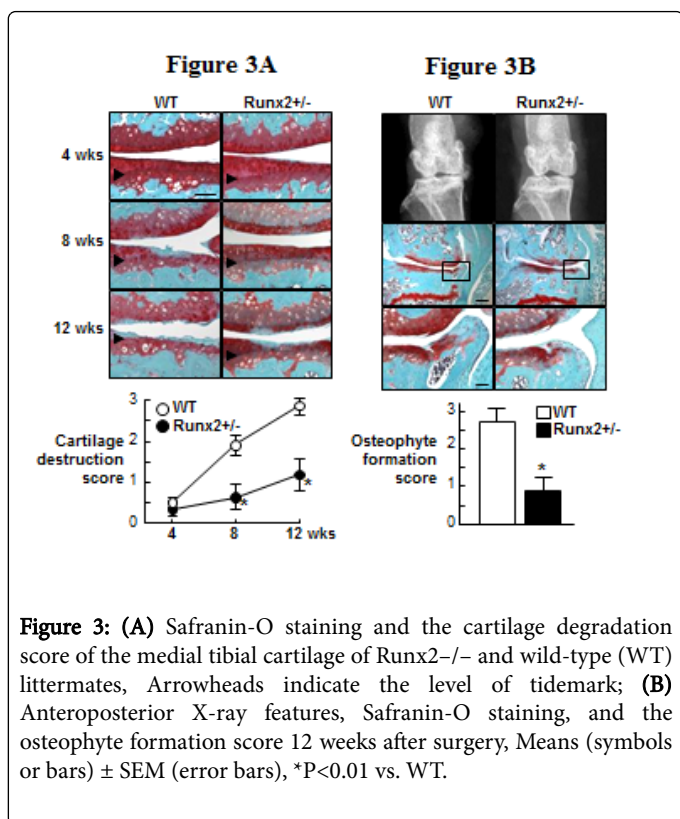 Figure 3A
Figure 3B
WT
Runx2+/-
WT
Runx2+/-
4 wks
8 wks
12 wks
3
2
1
0
WT
Runx2+/-
Cartilage
destruction
score
*
*
4
8
12 wks
3
2
1
0
WT
Runx2+/-
Osteophyte
formation
score
*
Figure 3: (A) Safranin-O staining and the cartilage degradation
score of the medial tibial cartilage of Runx2–/– and wild-type (WT)
littermates, Arrowheads indicate the level of tidemark; (B)
Anteroposterior X-ray features, Safranin-O staining, and the
osteophyte formation score 12 weeks after surgery, Means (symbols
or bars) ± SEM (error bars), *P<0.01 vs. WT.